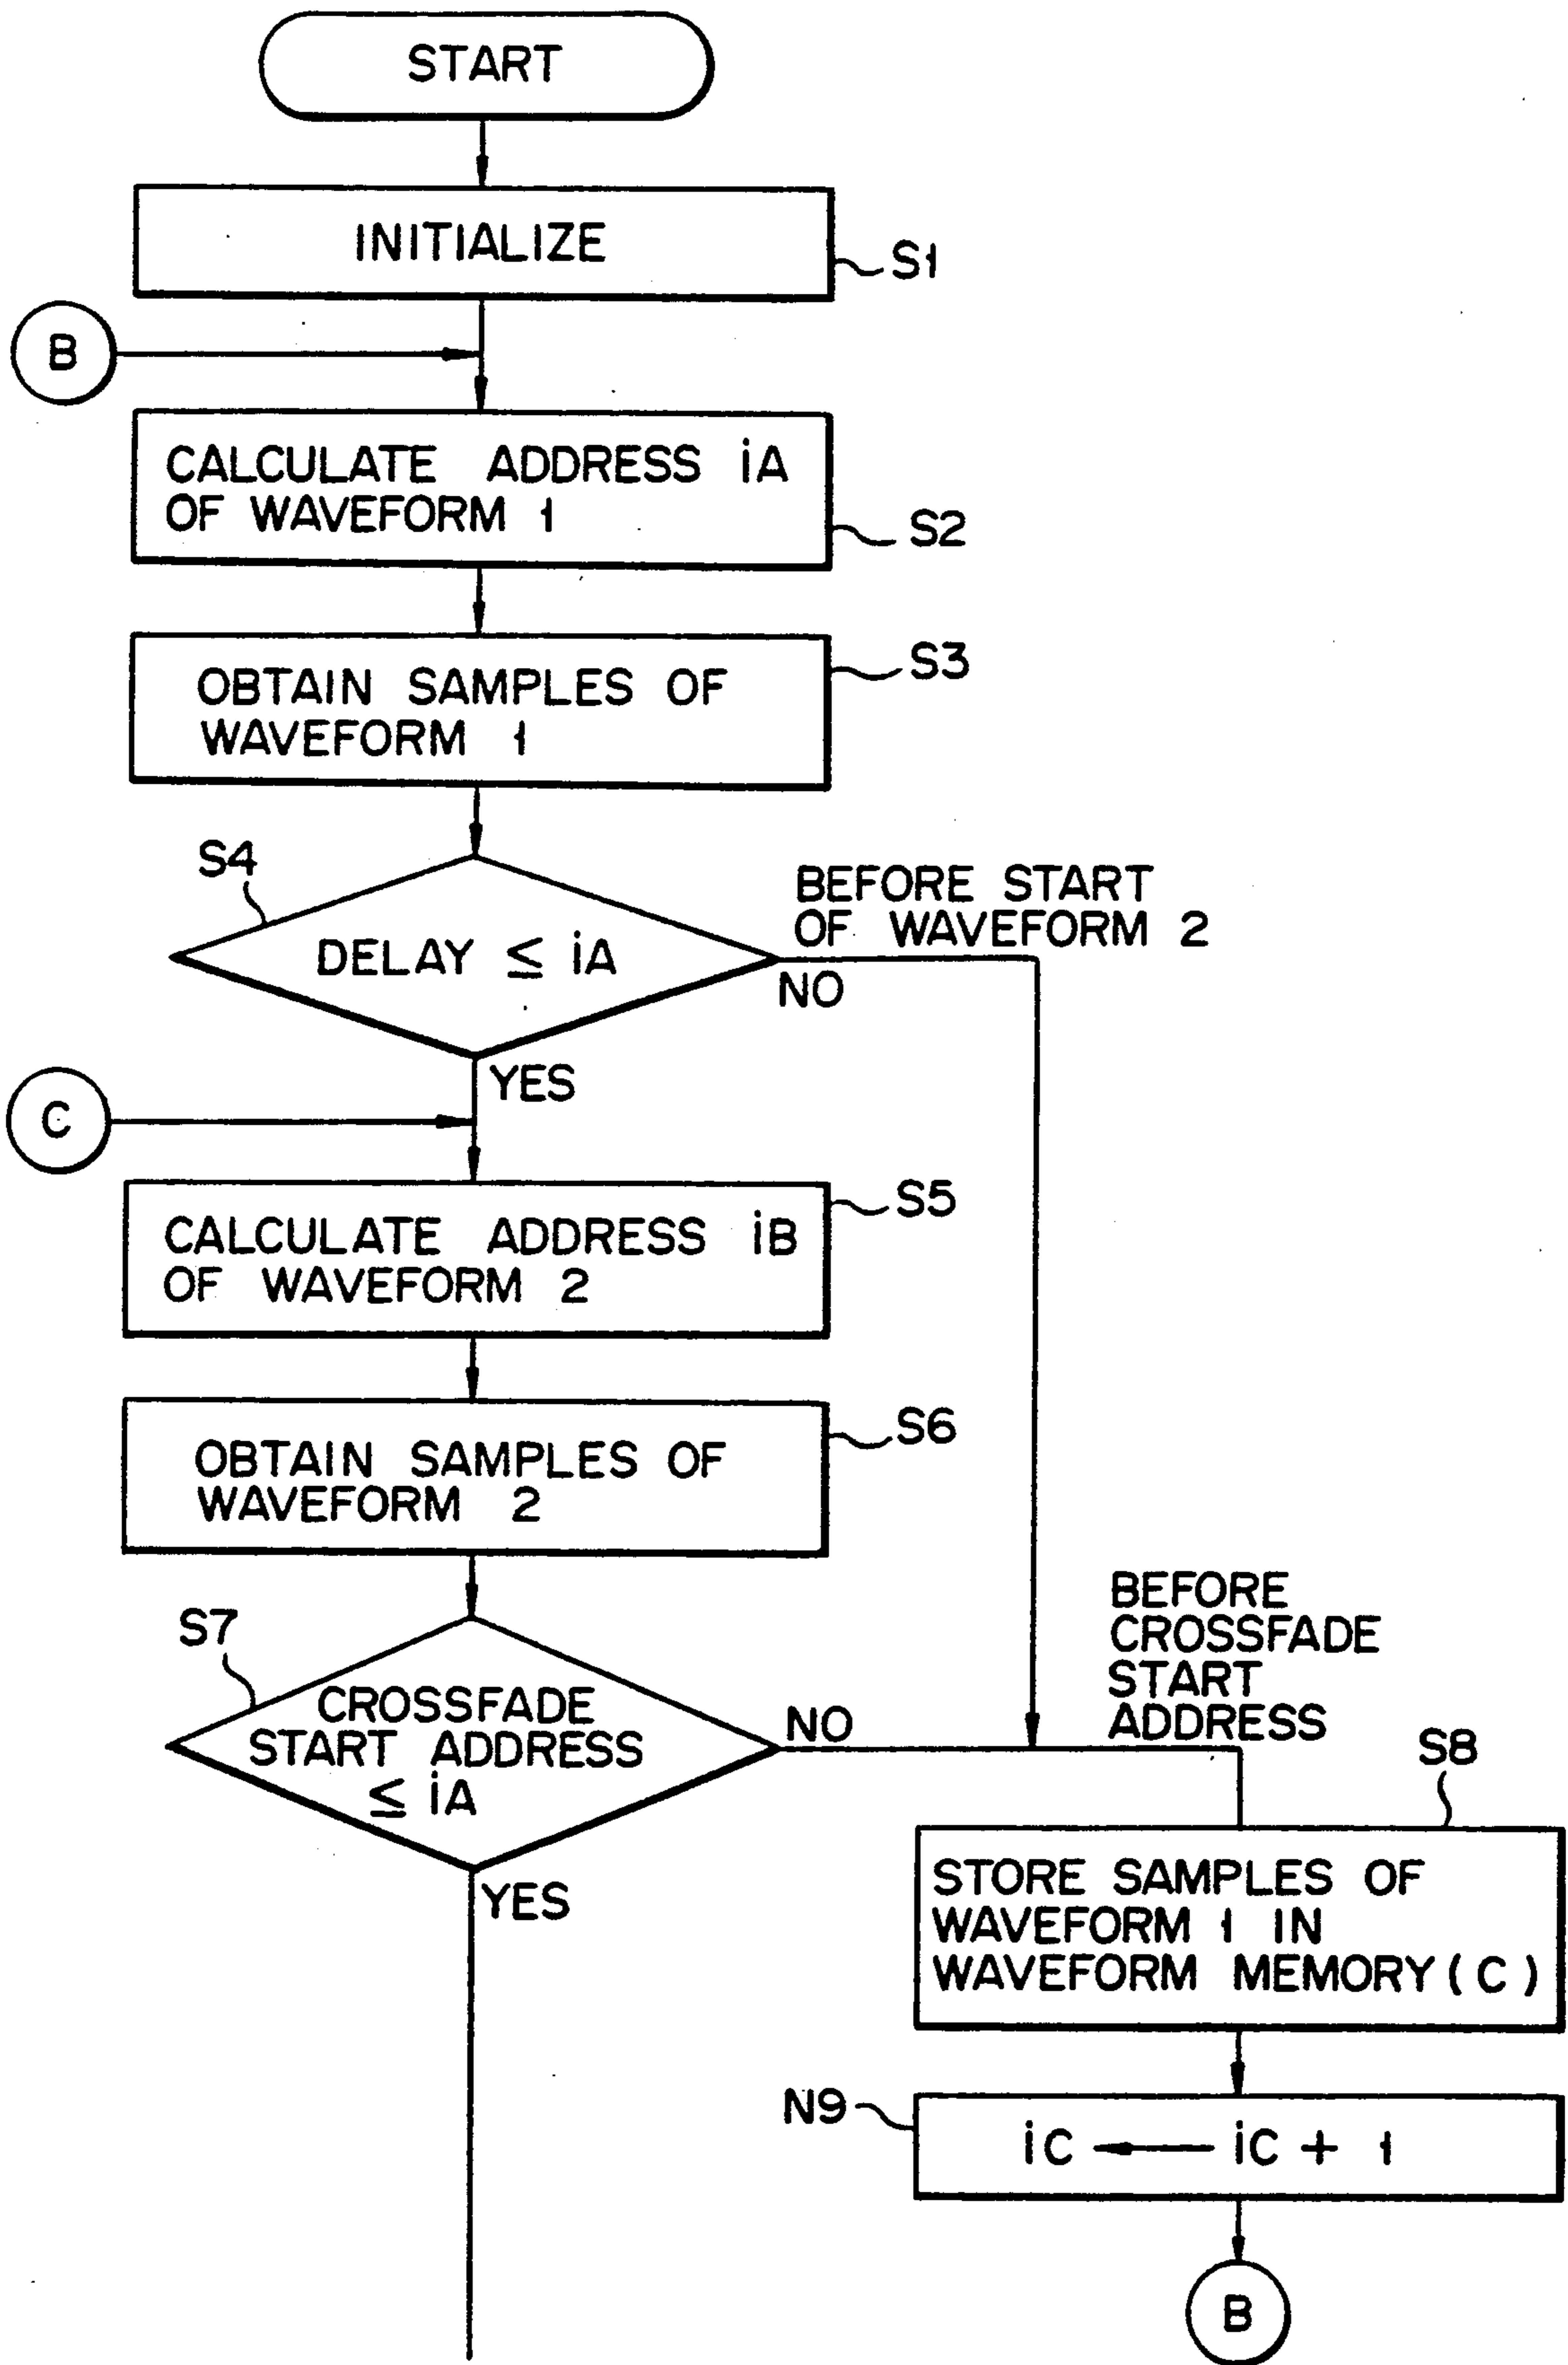 START
INITIALIZE
S1
B
CALCULATE ADDRESS iA
OF WAVEFORM 1
S2
OBTAIN SAMPLES OF
WAVEFORM 1
S3
S4
DELAY ≤ iA
BEFORE START
OF WAVEFORM 2
NO
YES
C
CALCULATE ADDRESS iB
OF WAVEFORM 2
S5
OBTAIN SAMPLES OF
WAVEFORM 2
S6
S7
CROSSFADE
START ADDRESS
≤ iA
NO
BEFORE
CROSSFADE
START
ADDRESS
YES
S8
STORE SAMPLES OF
WAVEFORM 1 IN
WAVEFORM MEMORY (C)
N9
iC ← iC + 1
B